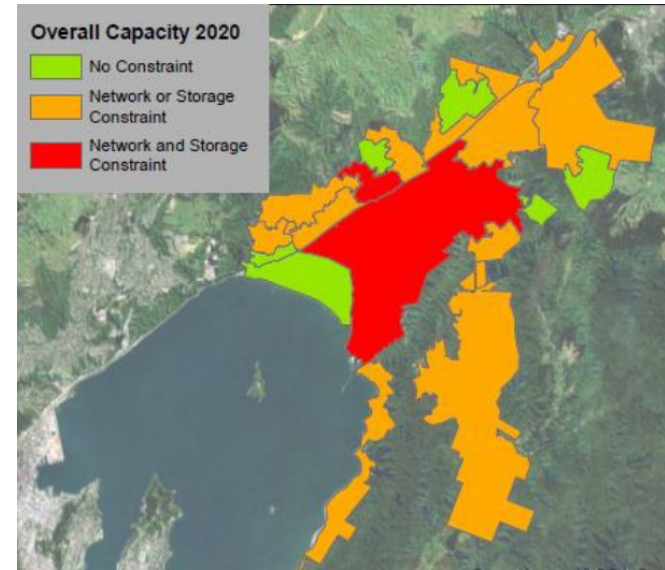 Overall Capacity 2020
No Constraint
Network or Storage
Constraint
Network and Storage
Constraint